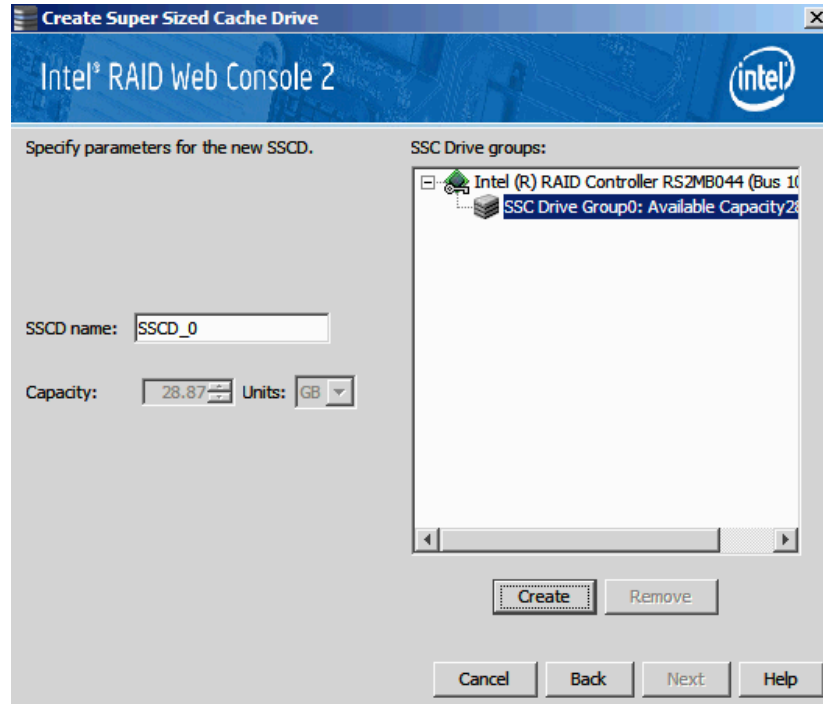 Create Super Sized Cache Drive
Intel® RAID Web Console 2
intel
Specify parameters for the new SSCD.
SSC Drive groups:
Intel (R) RAID Controller RS2MB044 (Bus 10
SSC Drive Group0: Available Capacity28
SSCD name: SSCD_0
Capacity: 28.87 Units: GB
Create Remove
Cancel Back Next Help